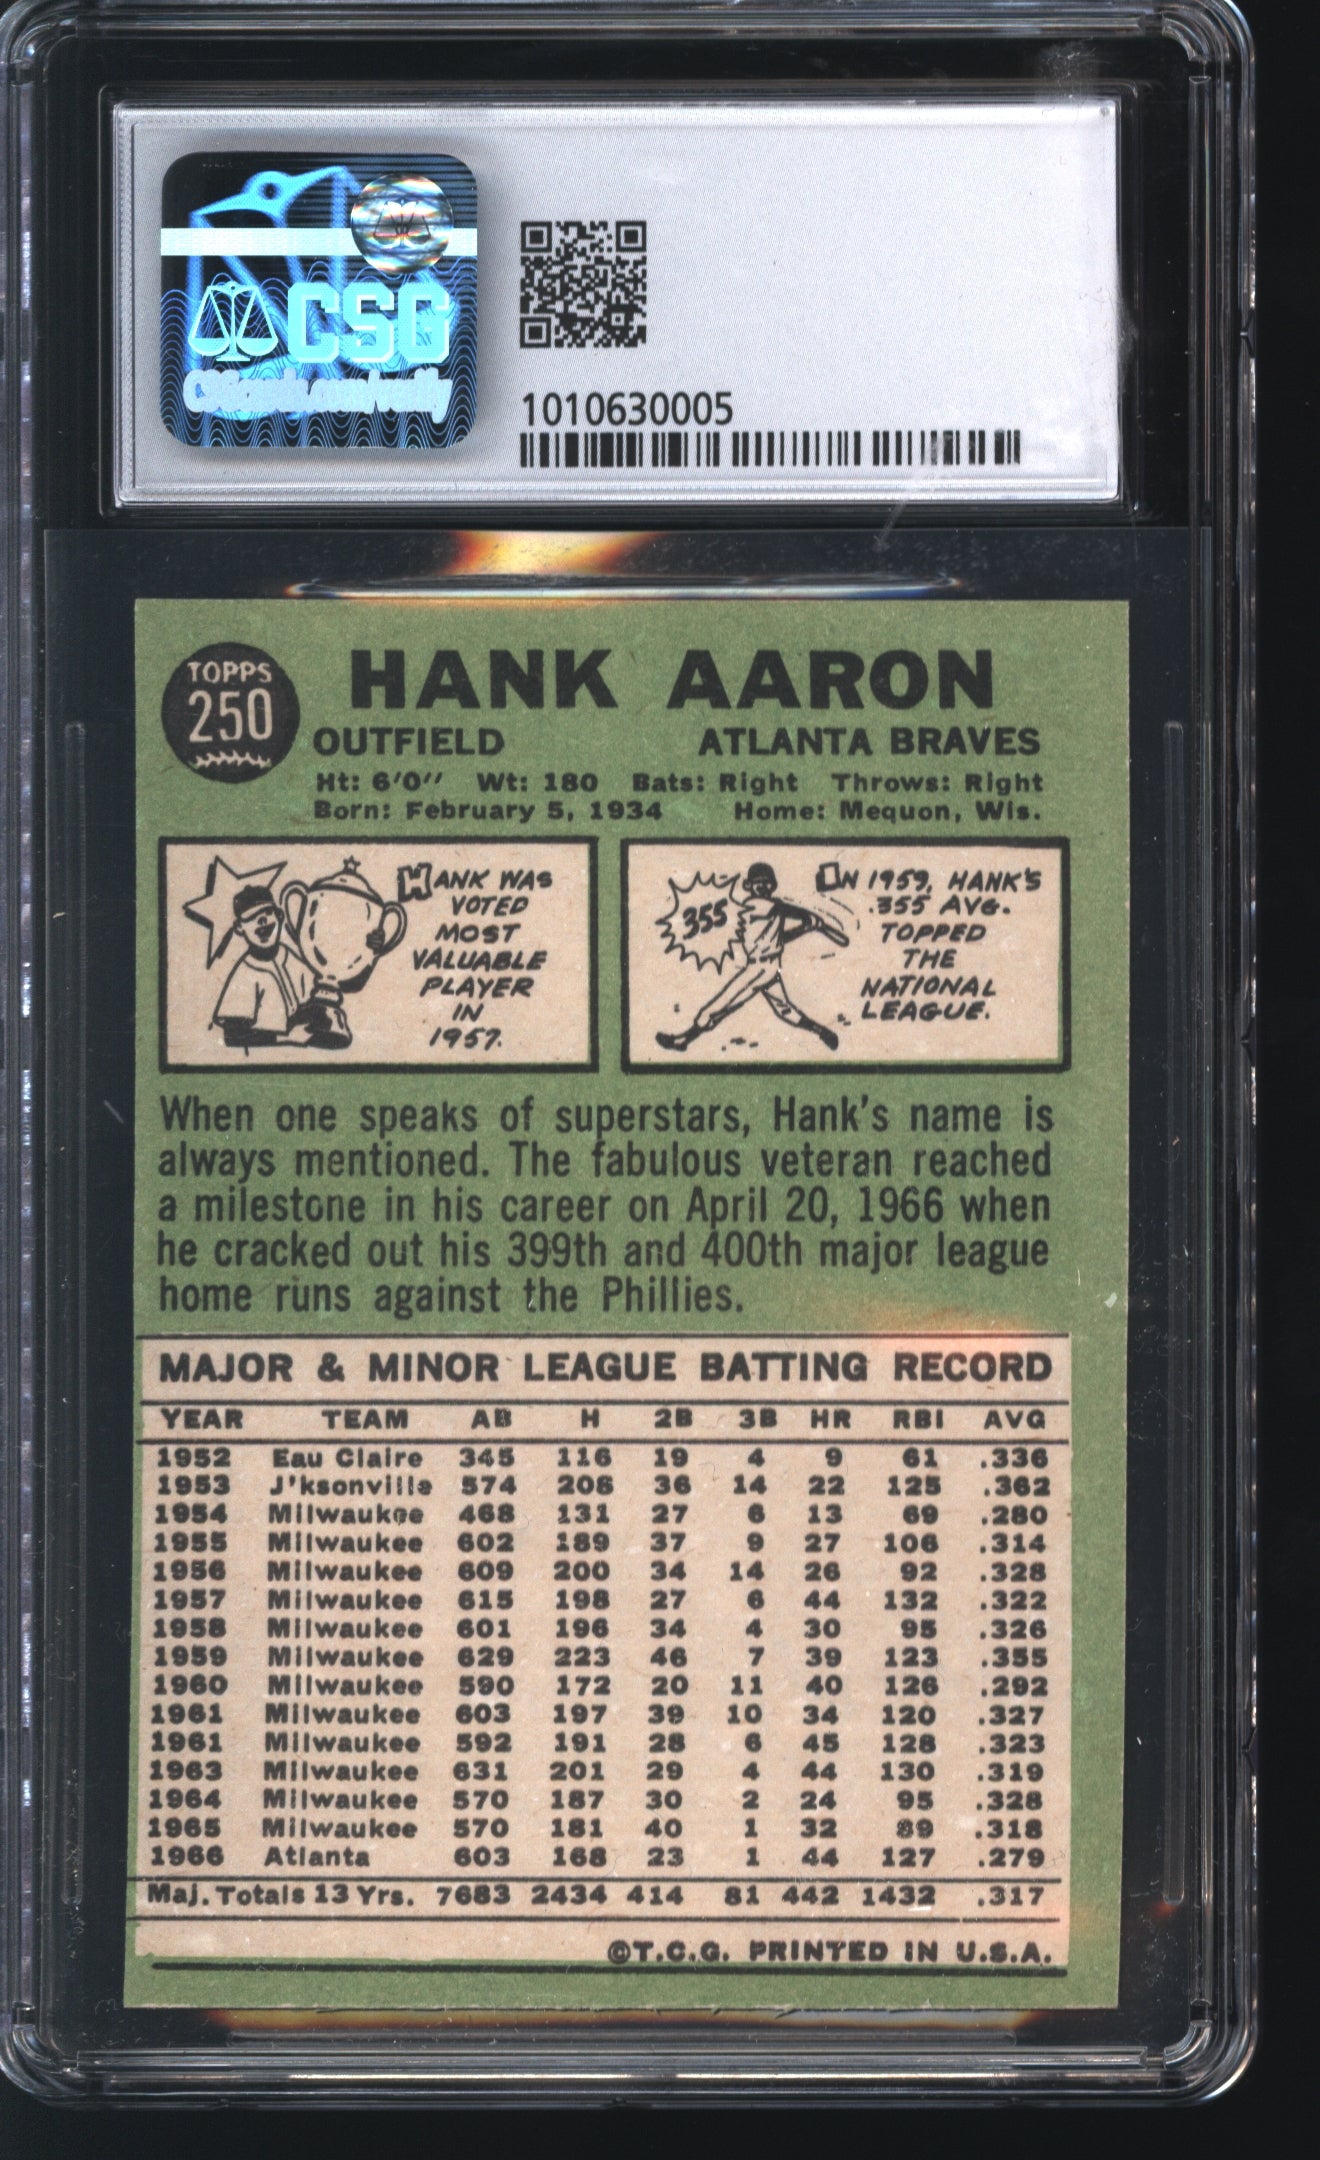 CSG
1010630005
TOPPS
250
HANK AARON
OUTFIELD ATLANTA BRAVES
Ht: 6'0" Wt: 180 Bats: Right Throws: Right
Born: February 5, 1934 Home: Mequon, Wis.
HANK WAS
VOTED
MOST
VALUABLE
PLAYER
IN
1957.
355
IN 1959, HANK'S
.355 AVG.
TOPPED
THE
NATIONAL
LEAGUE.
When one speaks of superstars, Hank's name is
always mentioned. The fabulous veteran reached
a milestone in his career on April 20, 1966 when
he cracked out his 399th and 400th major league
home runs against the Phillies.
MAJOR & MINOR LEAGUE BATTING RECORD
YEAR TEAM AB H 2B 3B HR RBI AVG
1952 Eau Claire 345 116 19 4 9 61 .336
1953 J'ksonville 574 208 36 14 22 125 .362
1954 Milwaukee 468 131 27 6 13 69 .280
1955 Milwaukee 602 189 37 9 27 106 .314
1956 Milwaukee 609 200 34 14 26 92 .328
1957 Milwaukee 615 198 27 6 44 132 .322
1958 Milwaukee 601 196 34 4 30 95 .326
1959 Milwaukee 629 223 46 7 39 123 .355
1960 Milwaukee 590 172 20 11 40 126 .292
1961 Milwaukee 603 197 39 10 34 120 .327
1961 Milwaukee 592 191 28 6 45 128 .323
1963 Milwaukee 631 201 29 4 44 130 .319
1964 Milwaukee 570 187 30 2 24 95 .328
1965 Milwaukee 570 181 40 1 32 89 .318
1966 Atlanta 603 168 23 1 44 127 .279
Maj. Totals 13 Yrs. 7683 2434 414 81 442 1432 .317
©T.C.G. PRINTED IN U.S.A.